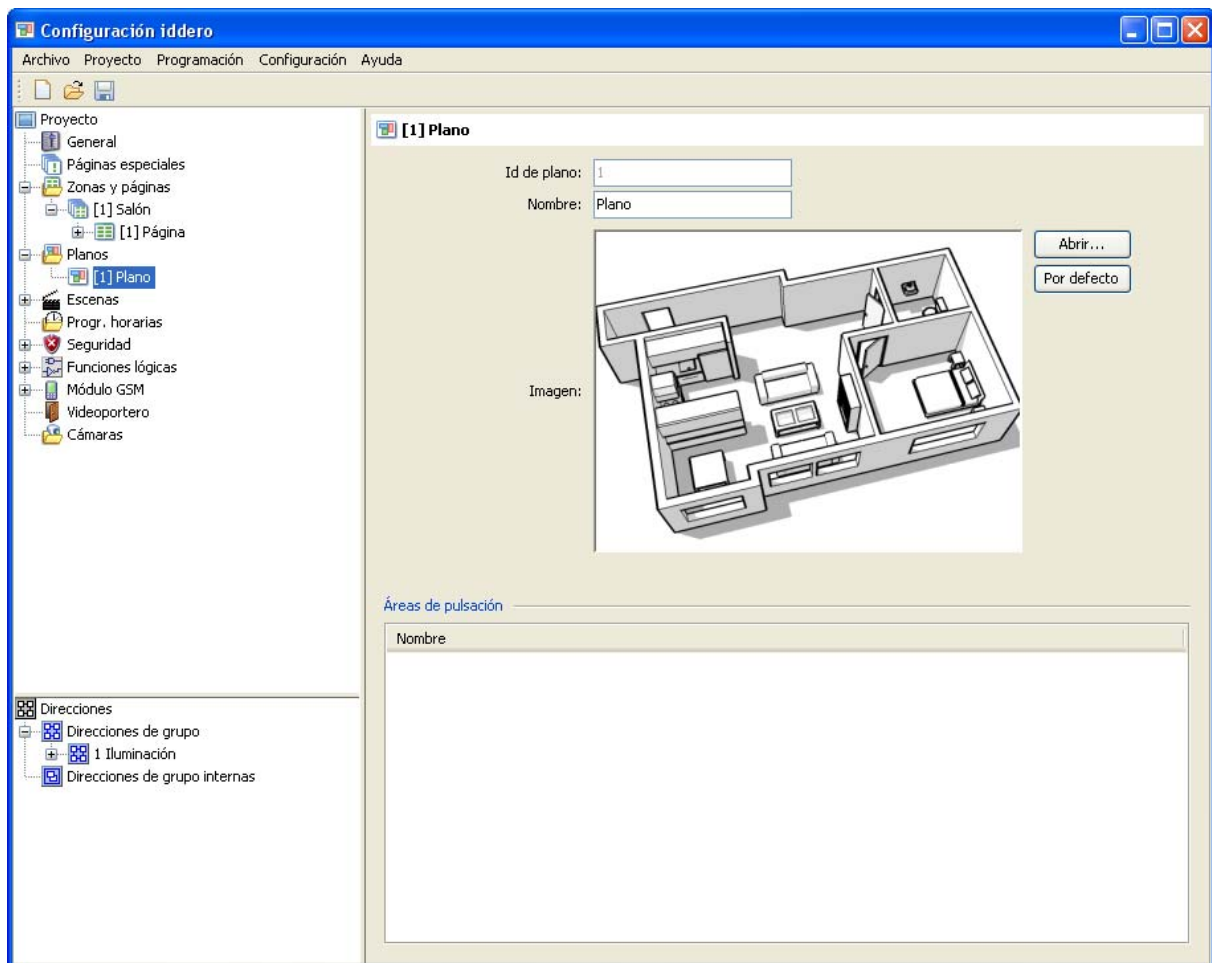 Configuración iddero
Archivo Proyecto Programación Configuración Ayuda
Proyecto
General
Páginas especiales
Zonas y páginas
[1] Salón
[1] Página
Planos
[1] Plano
Escenas
Progr. horarias
Seguridad
Funciones lógicas
Módulo GSM
Videoportero
Cámaras
Direcciones
Direcciones de grupo
1 Iluminación
Direcciones de grupo internas
[1] Plano
Id de plano: 1
Nombre: Plano
Imagen:
Abrir...
Por defecto
Áreas de pulsación
Nombre